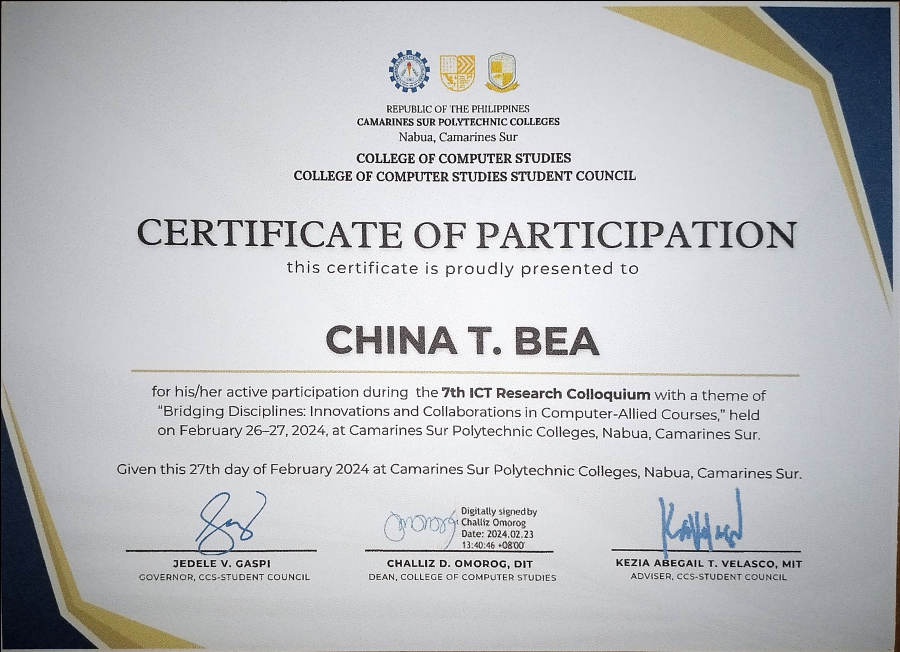 REPUBLIC OF THE PHILIPPINES
CAMARINES SUR POLYTECHNIC COLLEGES
Nabua, Camarines Sur
COLLEGE OF COMPUTER STUDIES
COLLEGE OF COMPUTER STUDIES STUDENT COUNCIL
CERTIFICATE OF PARTICIPATION
this certificate is proudly presented to
CHINA T. BEA
for his/her active participation during the 7th ICT Research Colloquium with a theme of
“Bridging Disciplines: Innovations and Collaborations in Computer-Allied Courses,” held
on February 26–27, 2024, at Camarines Sur Polytechnic Colleges, Nabua, Camarines Sur.
Given this 27th day of February 2024 at Camarines Sur Polytechnic Colleges, Nabua, Camarines Sur.
Digitally signed by
Challiz Omorog
Date: 2024.02.23
13:40:46 +08'00'
JEDELE V. GASPI
GOVERNOR, CCS-STUDENT COUNCIL
CHALLIZ D. OMOROG, DIT
DEAN, COLLEGE OF COMPUTER STUDIES
KEZIA ABEGAIL T. VELASCO, MIT
ADVISER, CCS-STUDENT COUNCIL